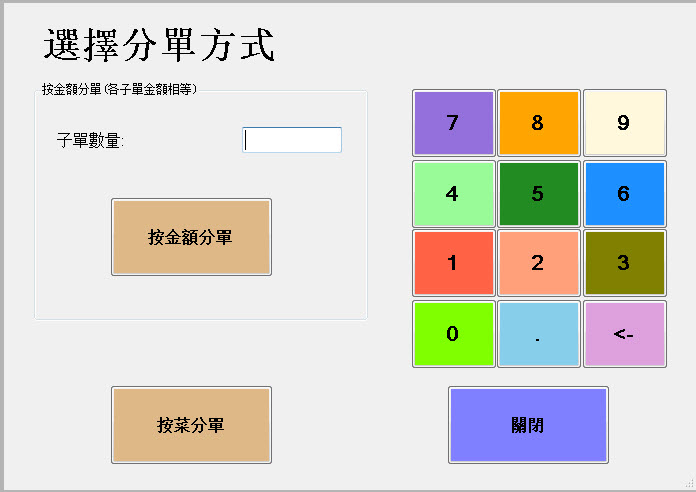 選擇分單方式
按金額分單(各子單金額相等)
子單數量:
按金額分單
7 8 9
4 5 6
1 2 3
0 . <-
按菜分單
關閉